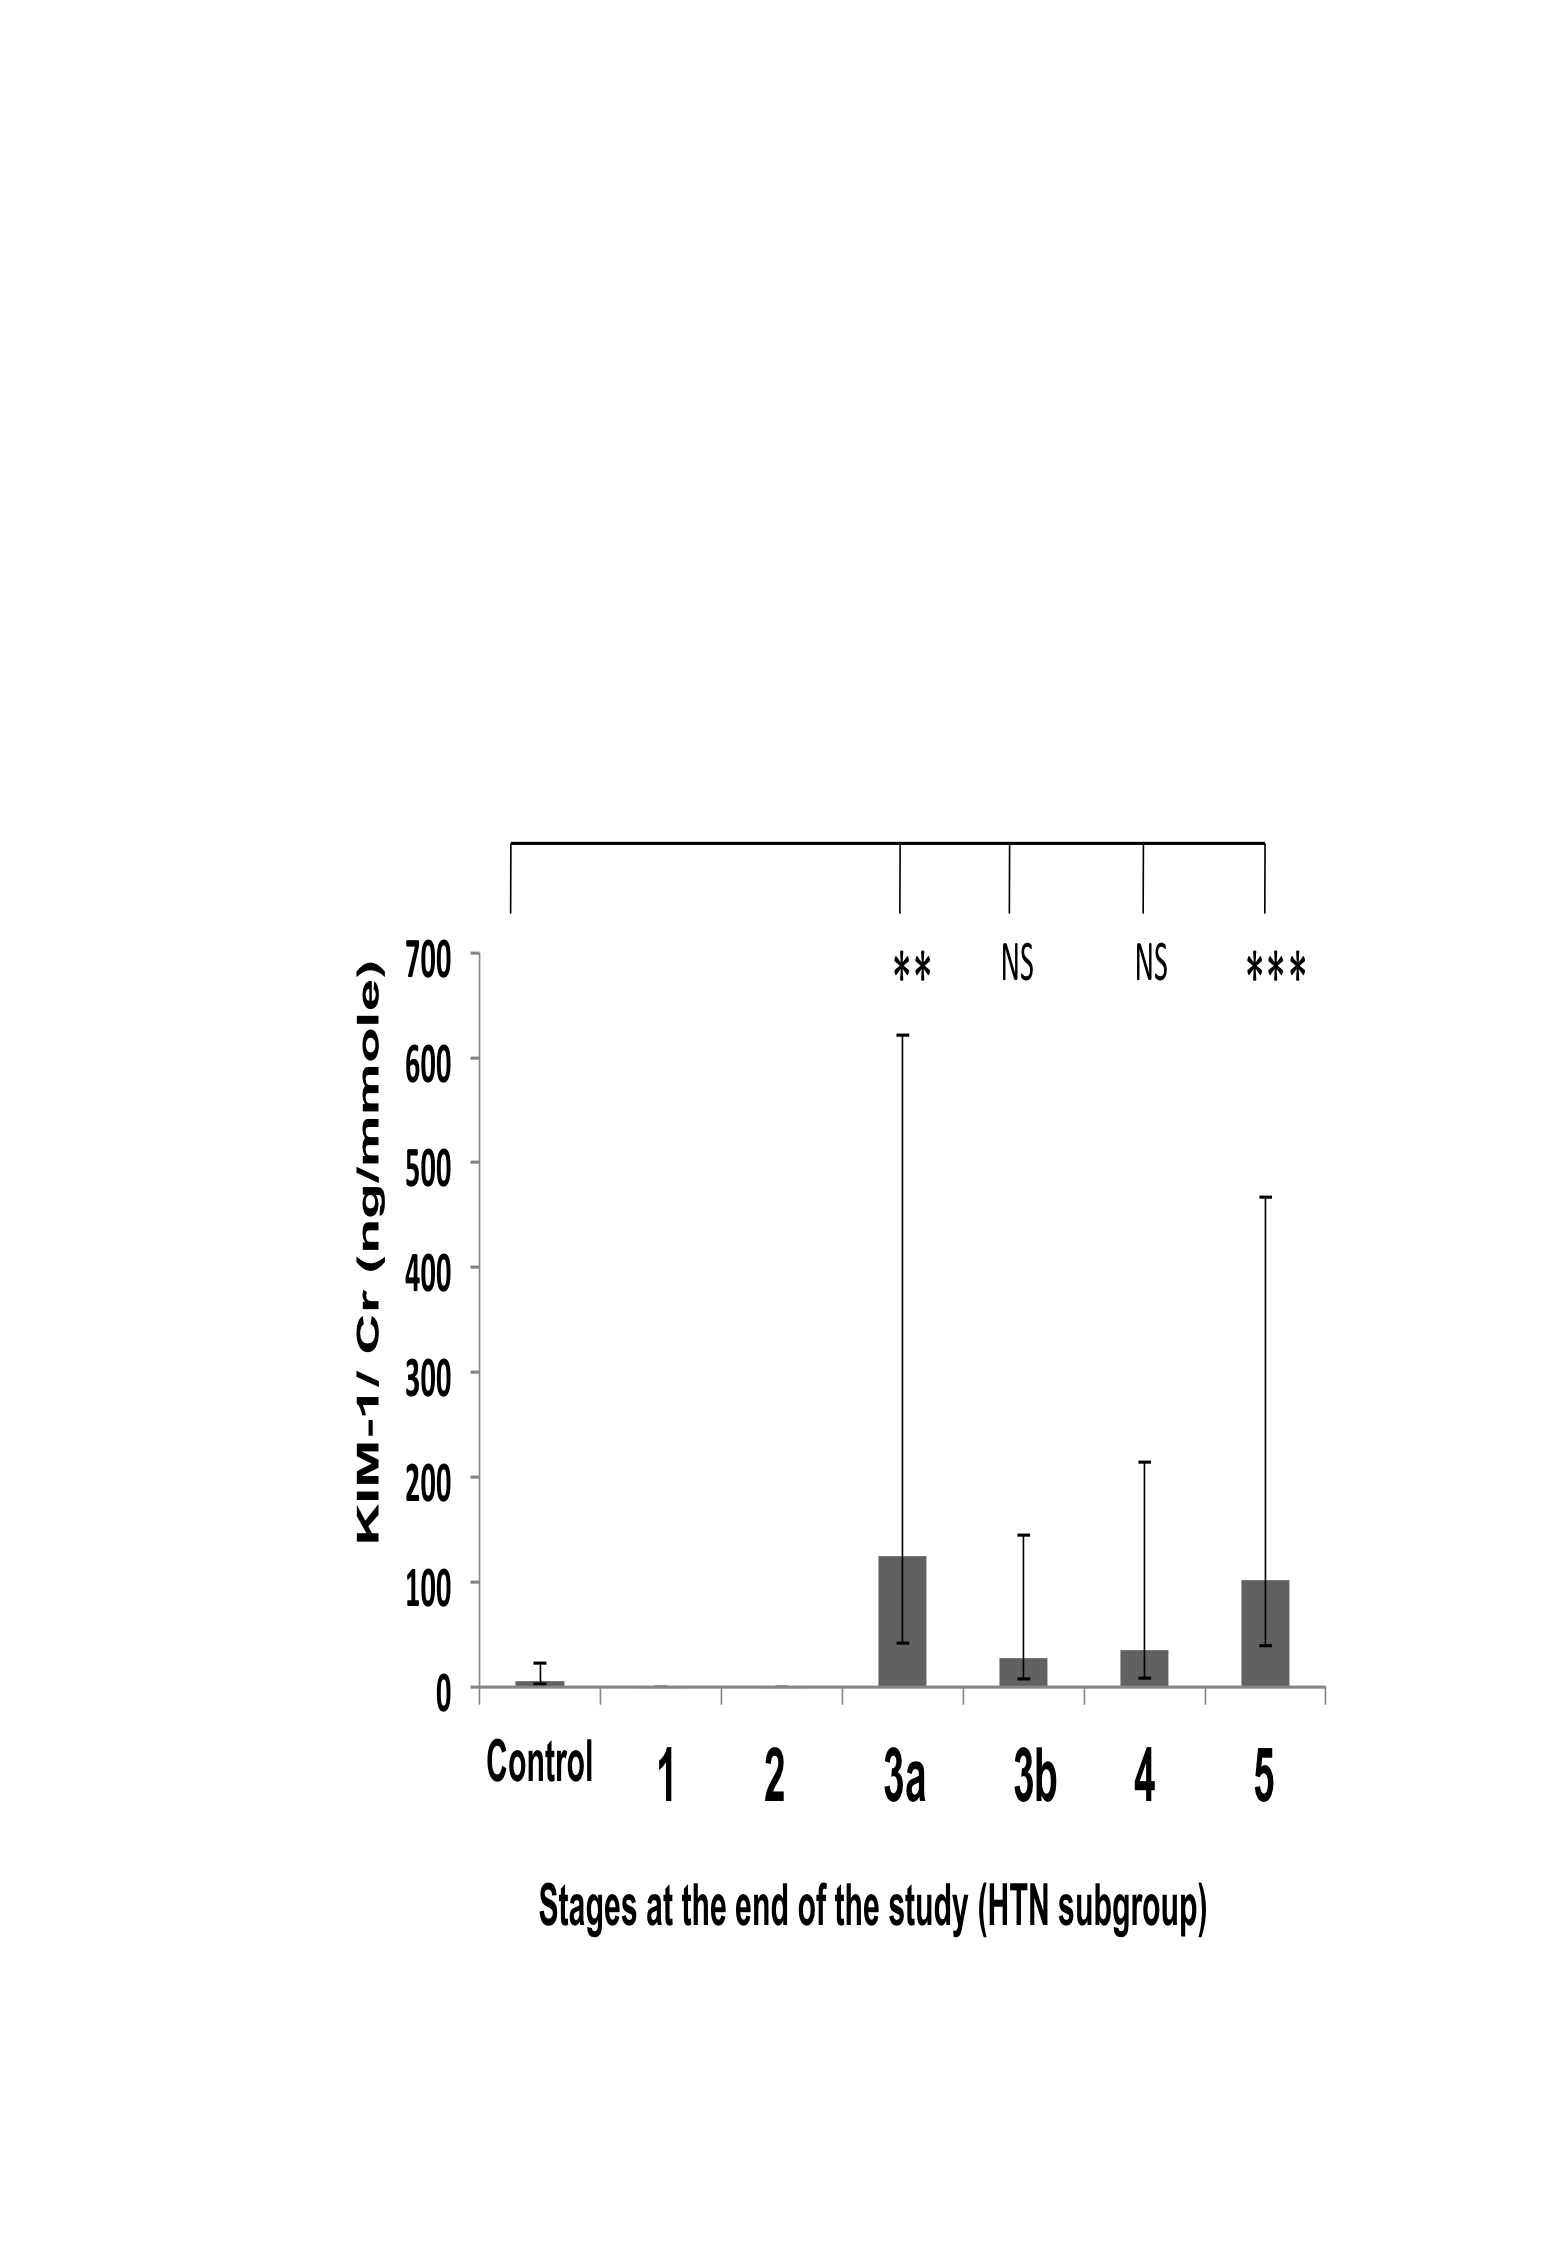 ** NS NS ***
KIM-1/ Cr (ng/mmole)
700
600
500
400
300
200
100
0
Control 1 2 3a 3b 4 5
Stages at the end of the study (HTN subgroup)